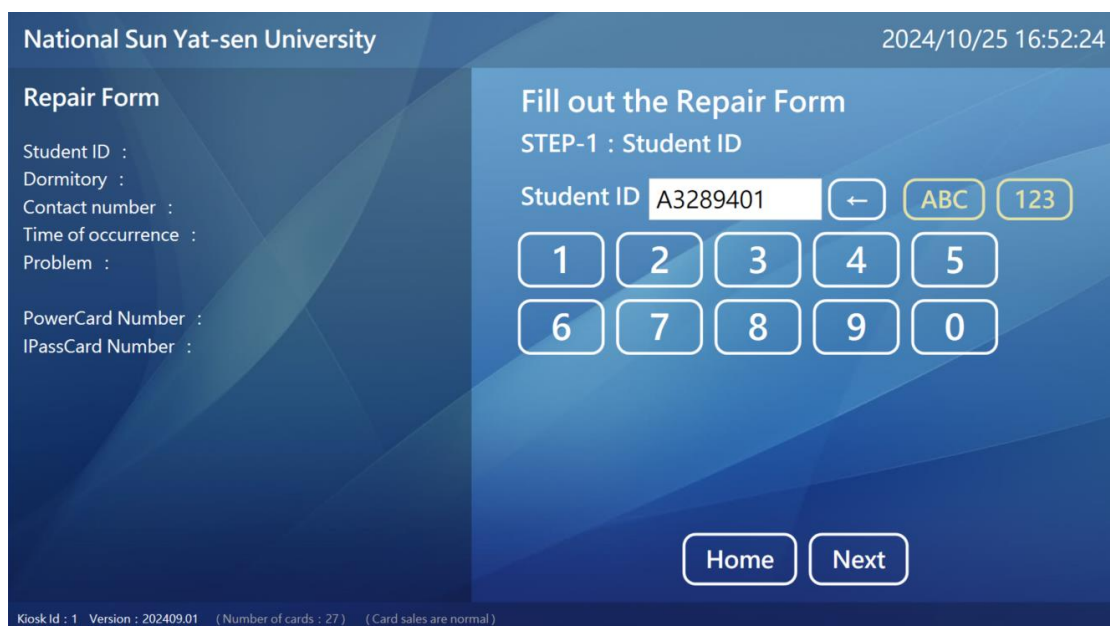 National Sun Yat-sen University
2024/10/25 16:52:24
Repair Form
Student ID :
Dormitory :
Contact number :
Time of occurrence :
Problem :
PowerCard Number :
IPassCard Number :
Fill out the Repair Form
STEP-1 : Student ID
Student ID A3289401 ← ABC 123
1 2 3 4 5
6 7 8 9 0
Home Next
Kiosk Id : 1 Version : 202409.01 ( Number of cards : 27 ) ( Card sales are normal )